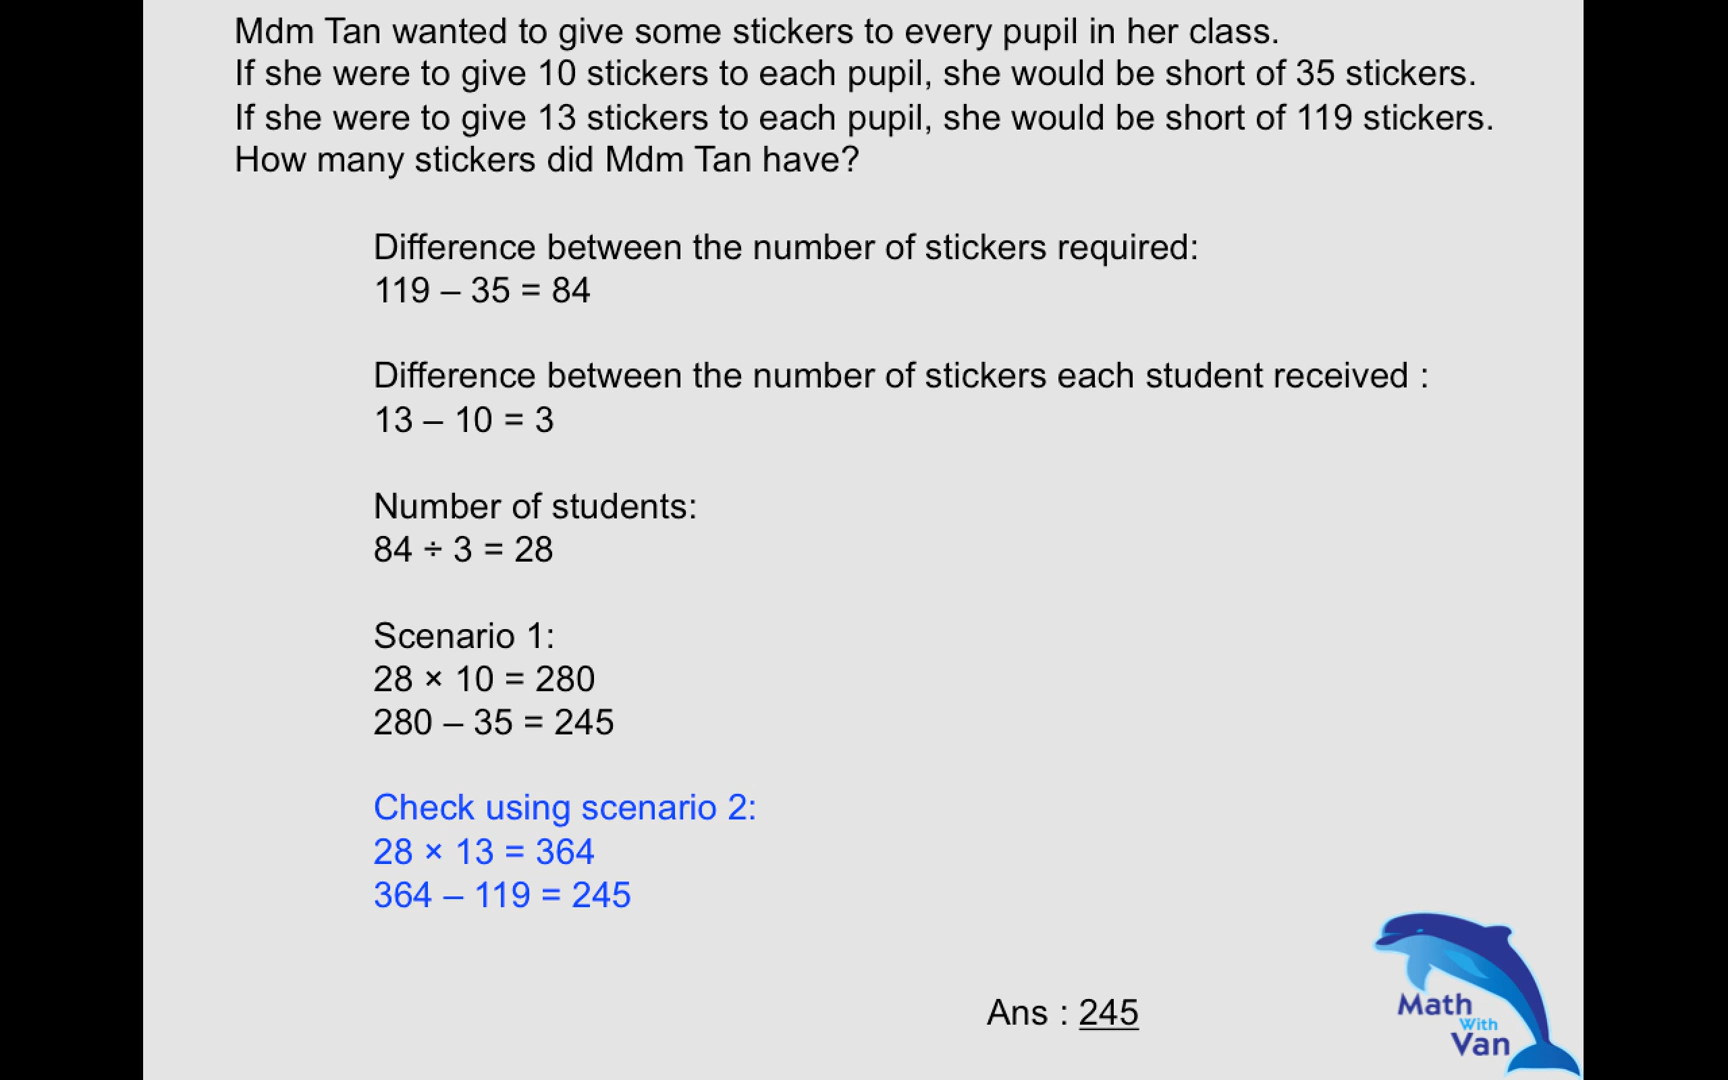 Mdm Tan wanted to give some stickers to every pupil in her class.
If she were to give 10 stickers to each pupil, she would be short of 35 stickers.
If she were to give 13 stickers to each pupil, she would be short of 119 stickers.
How many stickers did Mdm Tan have?
Difference between the number of stickers required:
119 – 35 = 84
Difference between the number of stickers each student received :
13 – 10 = 3
Number of students:
84 ÷ 3 = 28
Scenario 1:
28 × 10 = 280
280 – 35 = 245
Check using scenario 2:
28 × 13 = 364
364 – 119 = 245
Ans : 245
Math
With
Van